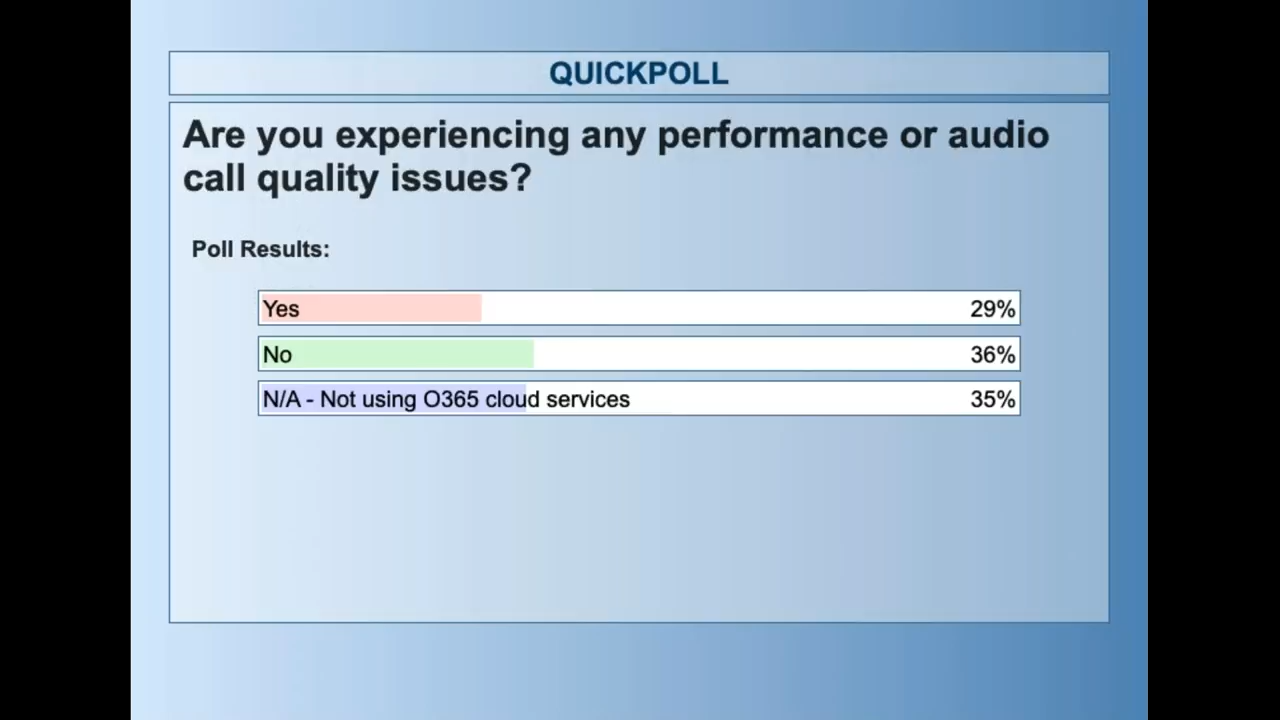 QUICKPOLL
Are you experiencing any performance or audio
call quality issues?
Poll Results:
Yes 29%
No 36%
N/A - Not using O365 cloud services 35%